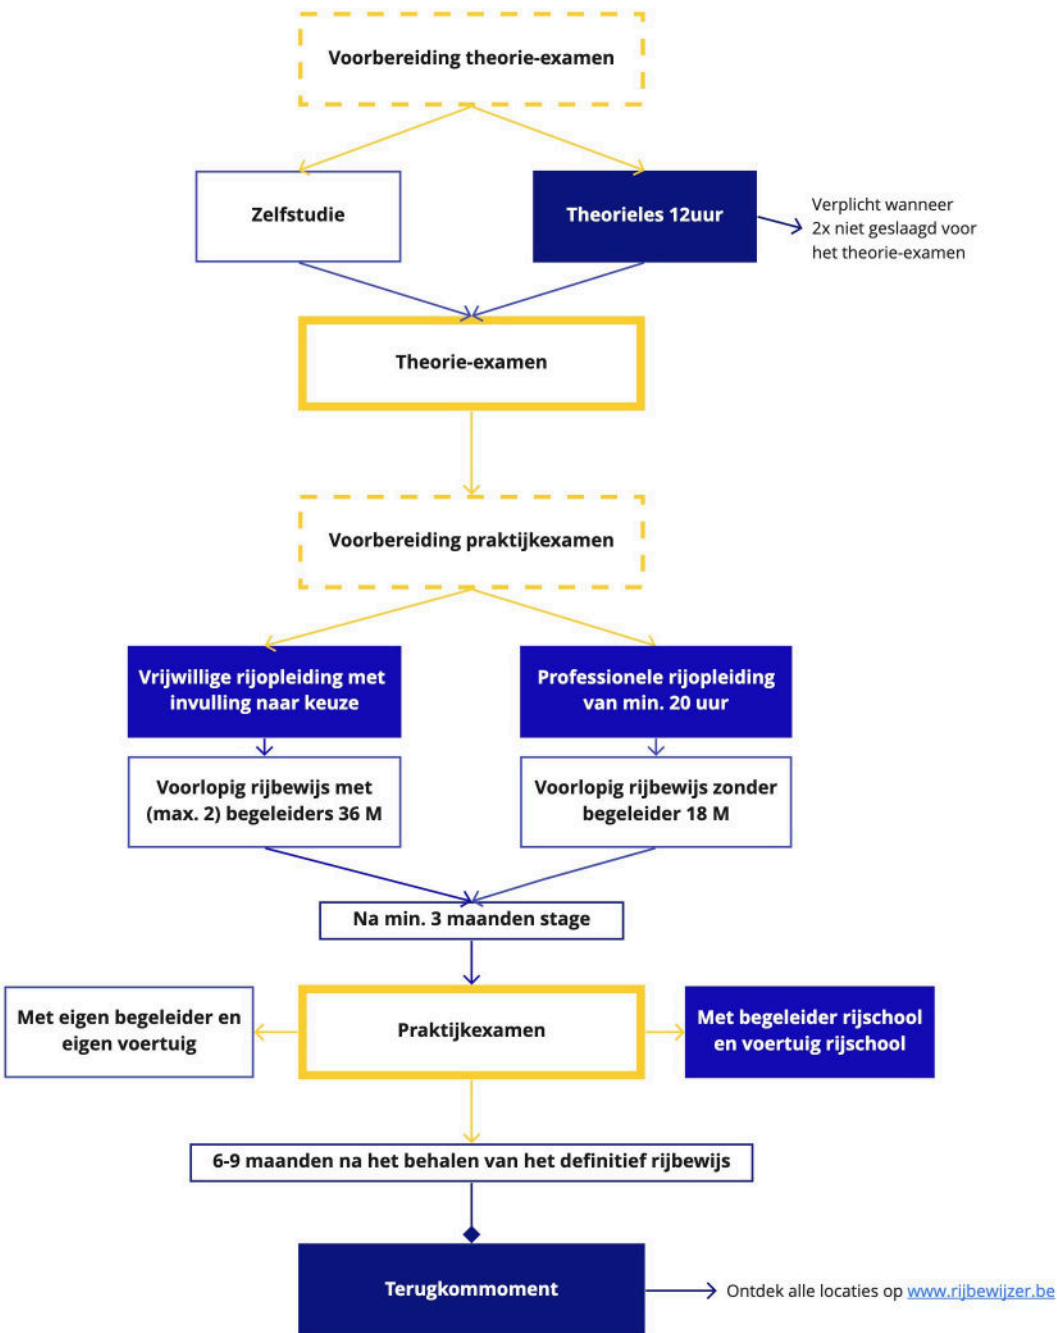 Voorbereiding theorie-examen
Zelfstudie
Theorieles 12uur
Verplicht wanneer
2x niet geslaagd voor
het theorie-examen
Theorie-examen
Voorbereiding praktijkexamen
Vrijwillige rijopleiding met
invulling naar keuze
Professionele rijopleiding
van min. 20 uur
Voorlopig rijbewijs met
(max. 2) begeleiders 36 M
Voorlopig rijbewijs zonder
begeleider 18 M
Na min. 3 maanden stage
Met eigen begeleider en
eigen voertuig
Praktijkexamen
Met begeleider rijschool
en voertuig rijschool
6-9 maanden na het behalen van het definitief rijbewijs
Terugkommoment
Ontdek alle locaties op www.rijbewijzer.be